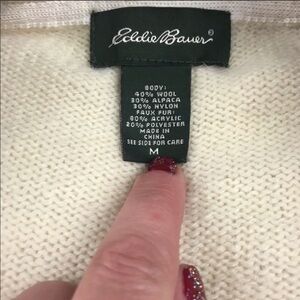 Eddie Bauer®
BODY:
40% WOOL
30% ALPACA
30% NYLON
FAUX FUR:
80% ACRYLIC
20% POLYESTER
MADE IN
CHINA
SEE SIDE FOR CARE
M